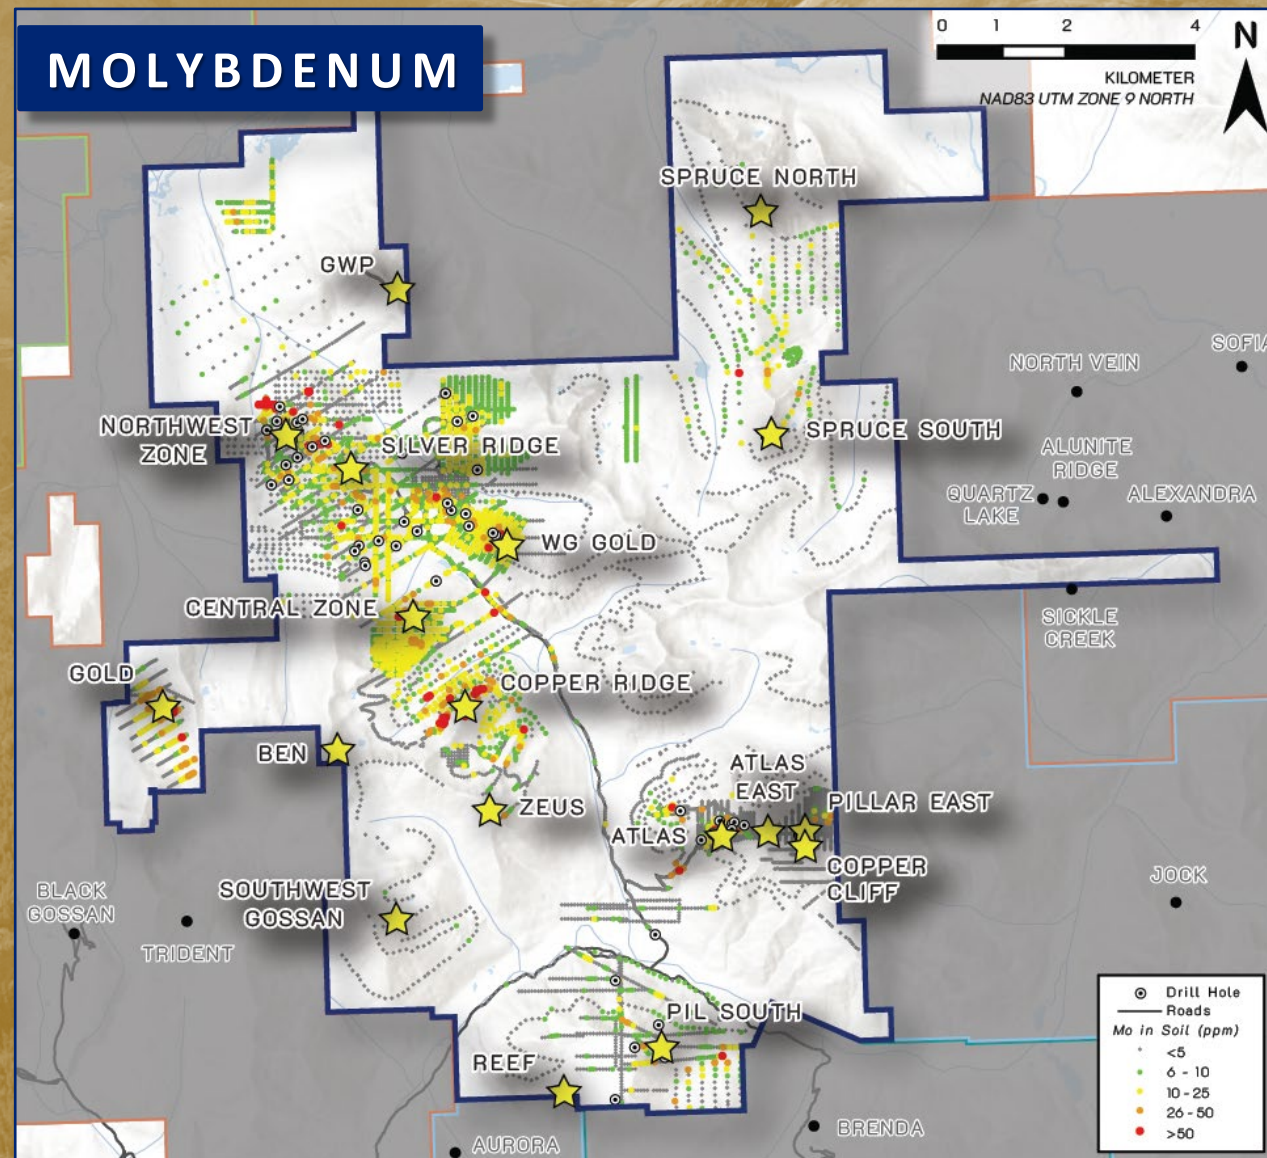 MOLYBDENUM
0 1 2 4
KILOMETER
NAD83 UTM ZONE 9 NORTH
N
SPRUCE NORTH
GWP
SOFIA
NORTH VEIN
NORTHWEST
ZONE
SILVER RIDGE
SPRUCE SOUTH
ALUNITE
RIDGE
QUARTZ
LAKE
ALEXANDRA
WG GOLD
CENTRAL ZONE
SICKLE
CREEK
GOLD
COPPER RIDGE
BEN
ATLAS
EAST
ZEUS
PILLAR EAST
ATLAS
COPPER
CLIFF
BLACK
GOSSAN
SOUTHWEST
GOSSAN
JOCK
TRIDENT
PIL SOUTH
REEF
AURORA
BRENDA
Drill Hole
Roads
Mo in Soil (ppm)
<5
6 - 10
10 - 25
26 - 50
>50